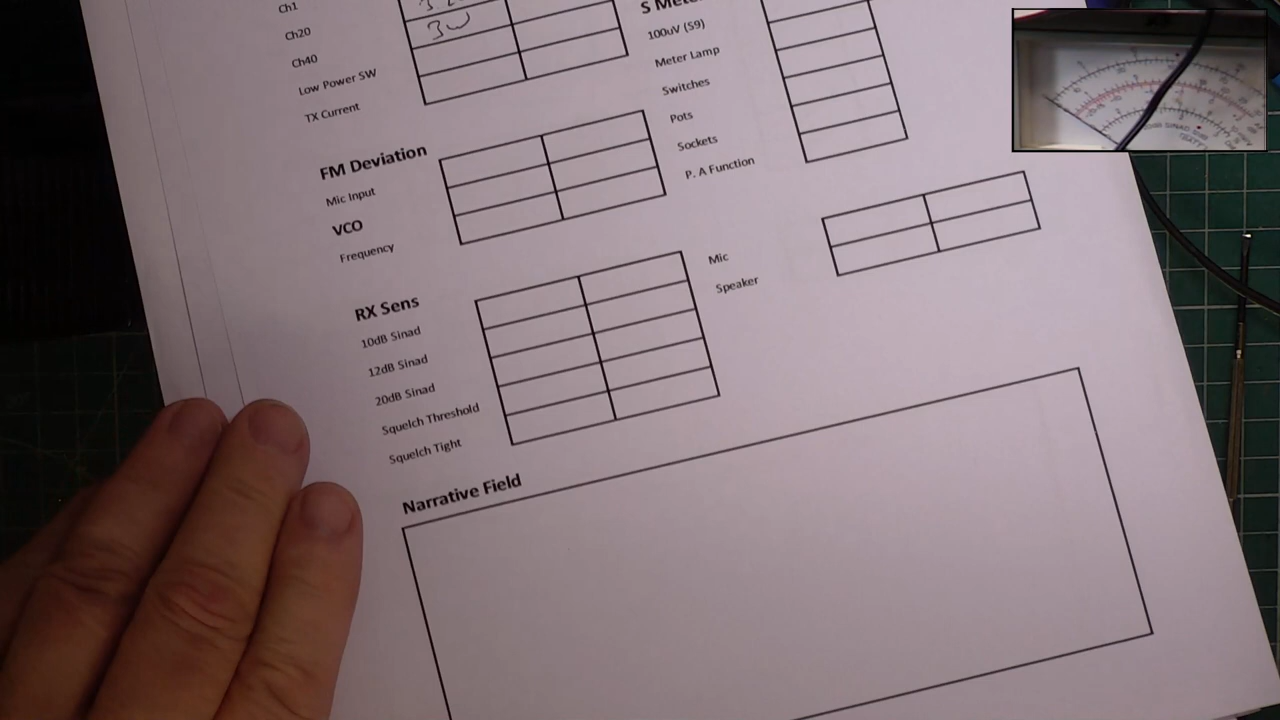 Ch1
Ch20
3W
Ch40
Low Power SW
TX Current
S Meter
100uV (S9)
Meter Lamp
Switches
Pots
Sockets
P. A Function
FM Deviation
Mic Input
VCO
Frequency
Mic
Speaker
RX Sens
10dB Sinad
12dB Sinad
20dB Sinad
Squelch Threshold
Squelch Tight
Narrative Field